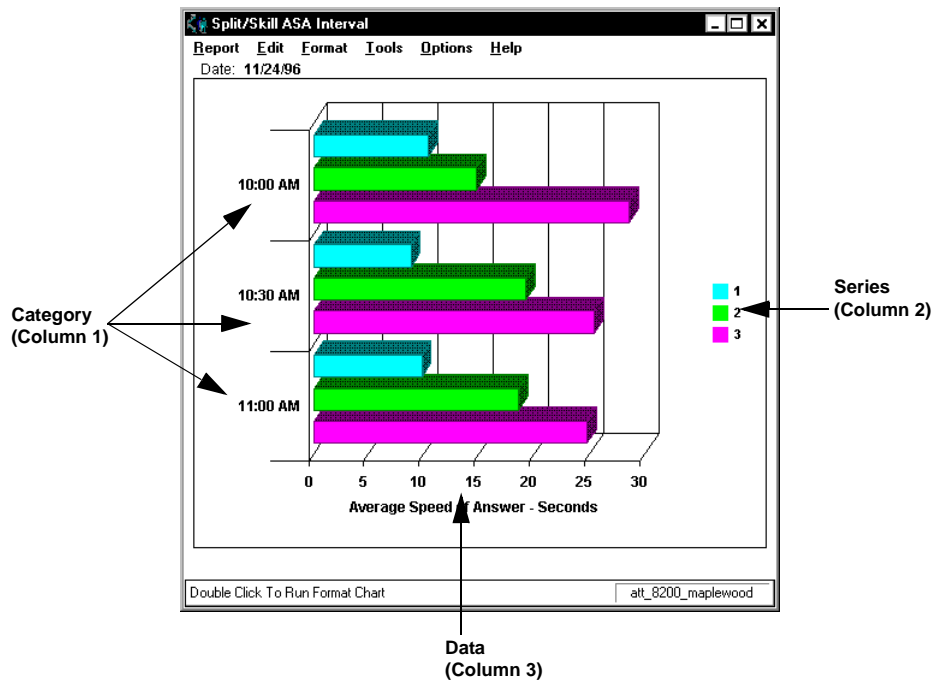 Split/Skill ASA Interval
Report Edit Format Tools Options Help
Date: 11/24/96
10:00 AM
10:30 AM
11:00 AM
0 5 10 15 20 25 30
Average Speed of Answer - Seconds
1
2
3
Category
(Column 1)
Series
(Column 2)
Double Click To Run Format Chart
att_8200_maplewood
Data
(Column 3)